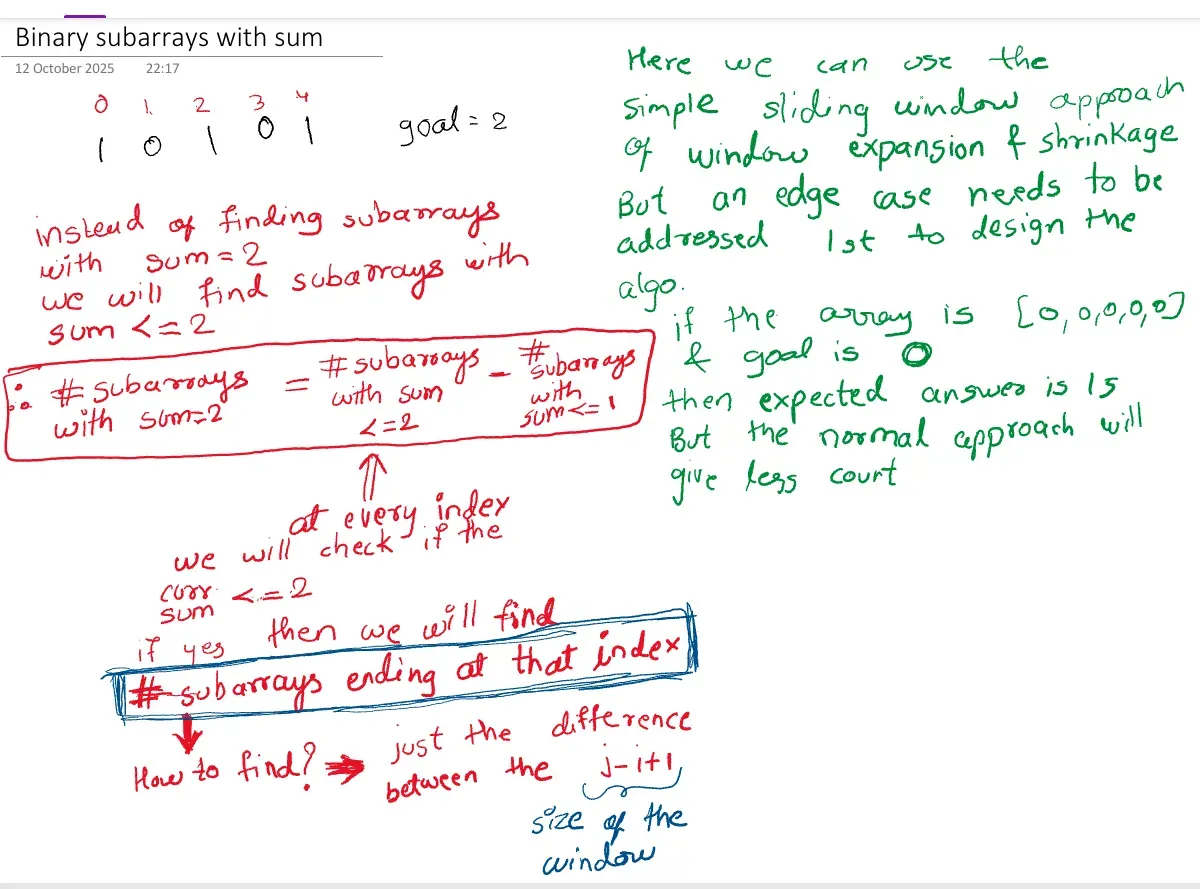 Binary subarrays with sum
12 October 2025 22:17
0 1 2 3 4
1 0 1 0 1 goal = 2
instead of finding subarrays
with sum = 2
we will find subarrays with
sum <= 2
∴ # subarrays with sum=2 = # subarrays with sum <=2 - # subarrays with sum<=1
at every index
we will check if the
curr sum <= 2
if yes then we will find
# subarrays ending at that index
How to find? → just the difference
between the j-i+1
size of the
window
Here we can use the
simple sliding window approach
of window expansion & shrinkage
But an edge case needs to be
addressed 1st to design the
algo.
if the array is [0,0,0,0,0]
& goal is 0
then expected answer is 15
But the normal approach will
give less count